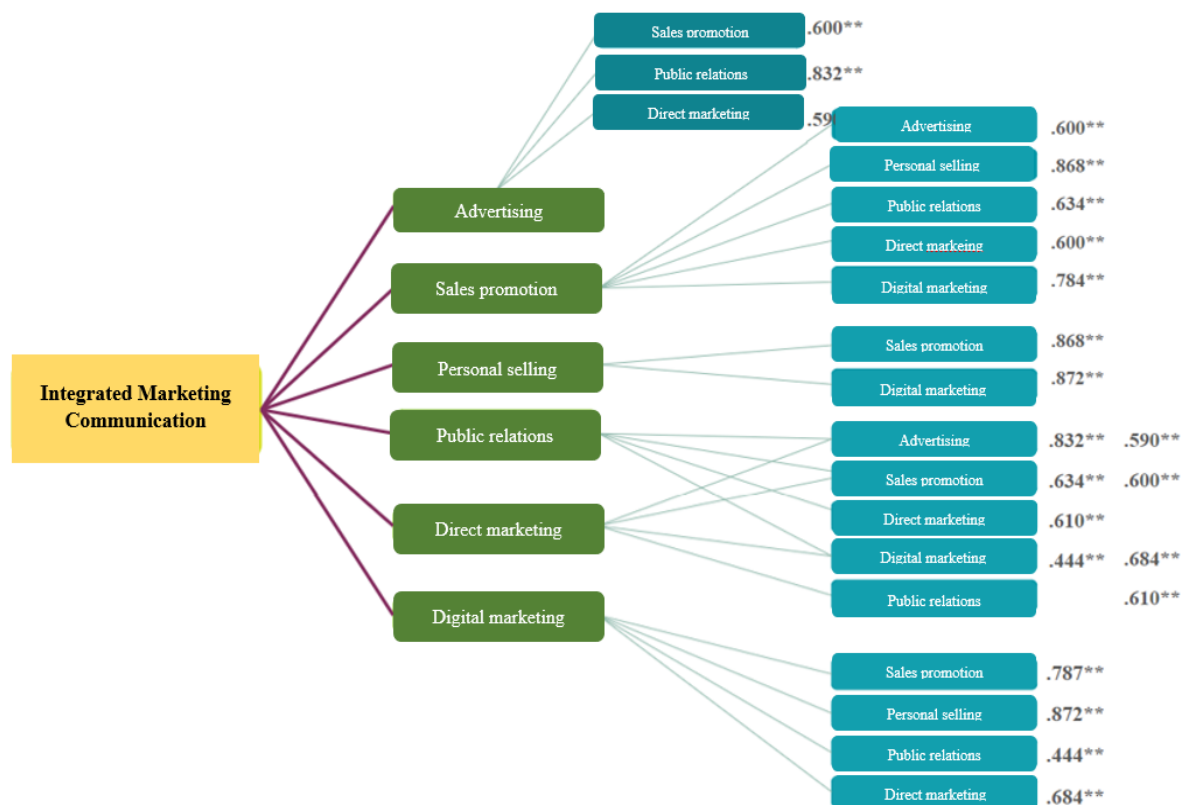 Sales promotion .600**
Public relations .832**
Direct marketing .59
Advertising .600**
Personal selling .868**
Public relations .634**
Direct markeing .600**
Digital marketing .784**
Advertising
Sales promotion
Personal selling
Public relations
Direct marketing
Digital marketing
Integrated Marketing
Communication
Sales promotion .868**
Digital marketing .872**
Advertising .832** .590**
Sales promotion .634** .600**
Direct marketing .610**
Digital marketing .444** .684**
Public relations .610**
Sales promotion .787**
Personal selling .872**
Public relations .444**
Direct marketing .684**